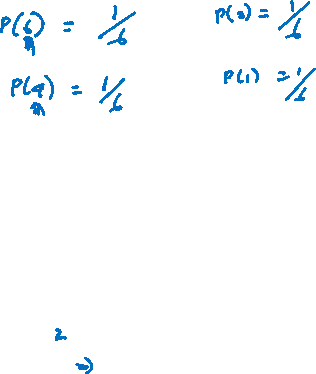 P(6) = 1/6
P(2) = 1/6
P(4) = 1/6
P(1) = 1/6
2